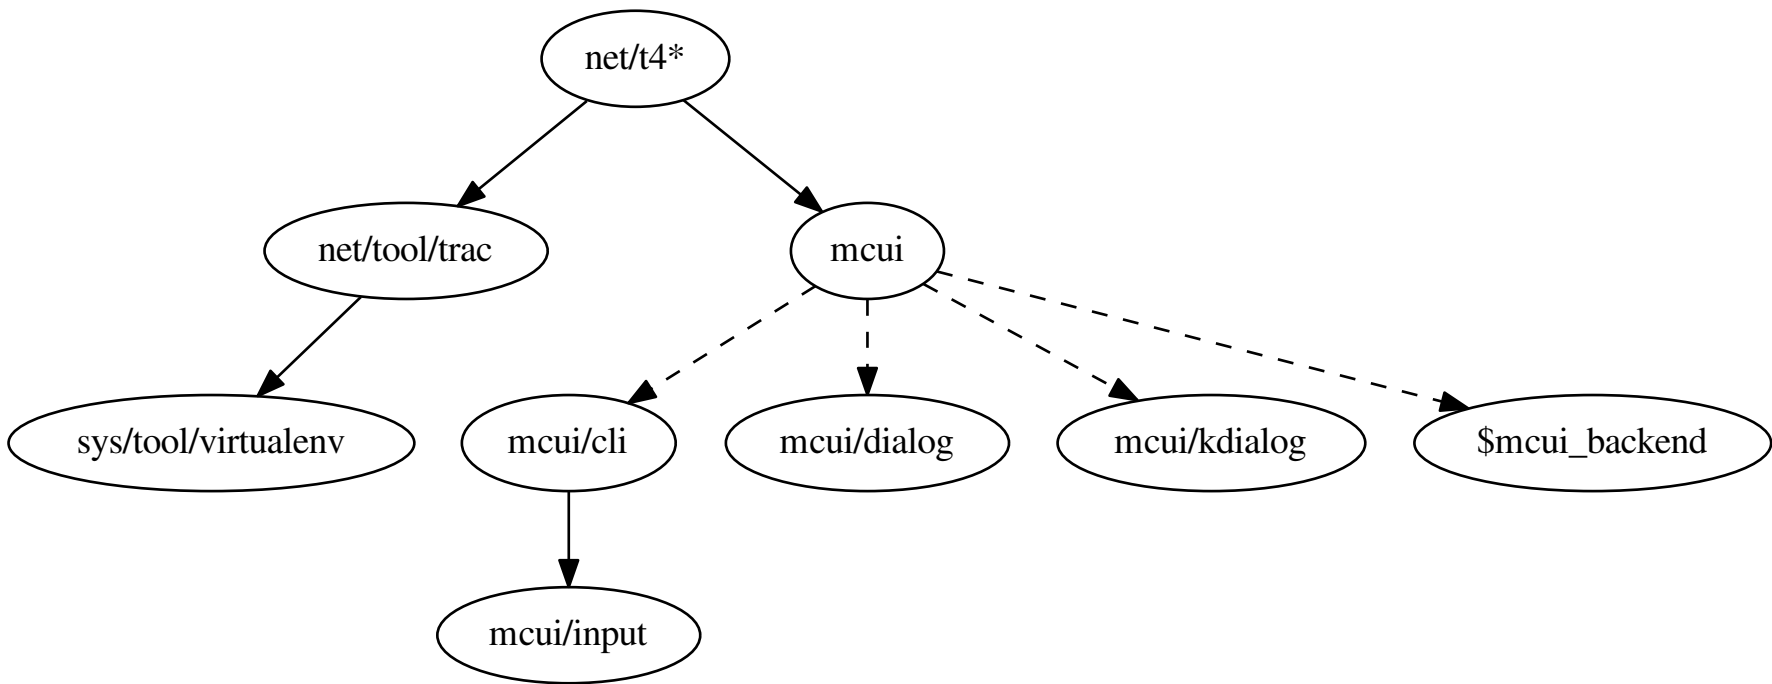 net/t4*
net/tool/trac
mcui
sys/tool/virtualenv
mcui/cli
mcui/dialog
mcui/kdialog
$mcui_backend
mcui/input